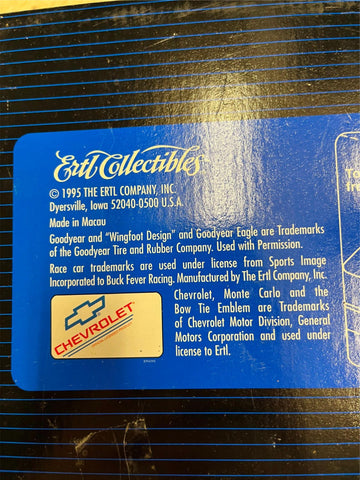 Ertl Collectibles
© 1995 THE ERTL COMPANY, INC.
Dyersville, Iowa 52040-0500 U.S.A.
Made in Macau
Goodyear and "Wingfoot Design" and Goodyear Eagle are Trademarks
of the Goodyear Tire and Rubber Company. Used with Permission.
Race car trademarks are used under license from Sports Image
Incorporated to Buck Fever Racing. Manufactured by The Ertl Company, Inc.
CHEVROLET
Chevrolet, Monte Carlo and the
Bow Tie Emblem are Trademarks
of Chevrolet Motor Division, General
Motors Corporation and used under
license to Ertl.
To